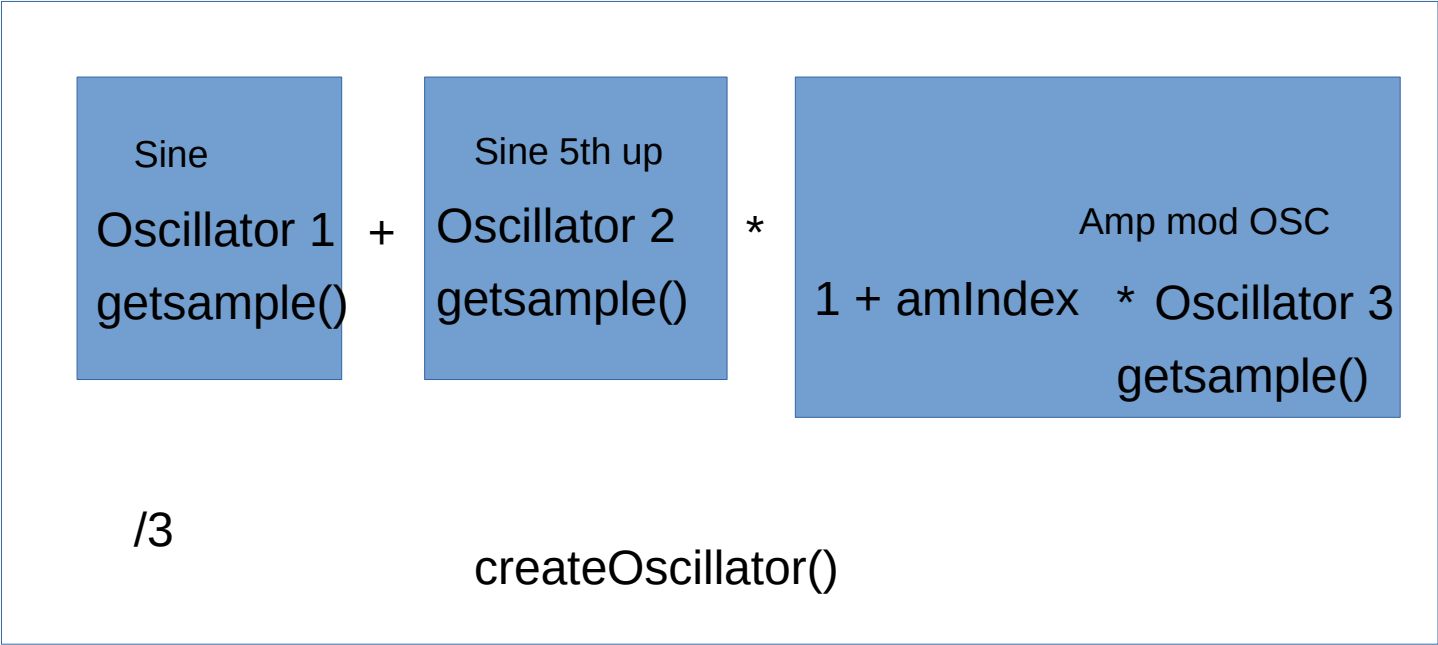 Sine
Oscillator 1
getsample()
+
Sine 5th up
Oscillator 2
getsample()
*
Amp mod OSC
1 + amIndex * Oscillator 3
getsample()
/3
createOscillator()